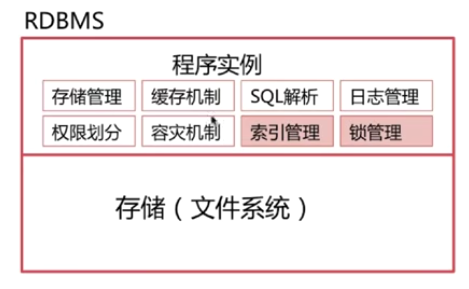 RDBMS
程序实例
存储管理 缓存机制 SQL解析 日志管理
权限划分 容灾机制 索引管理 锁管理
存储（文件系统）